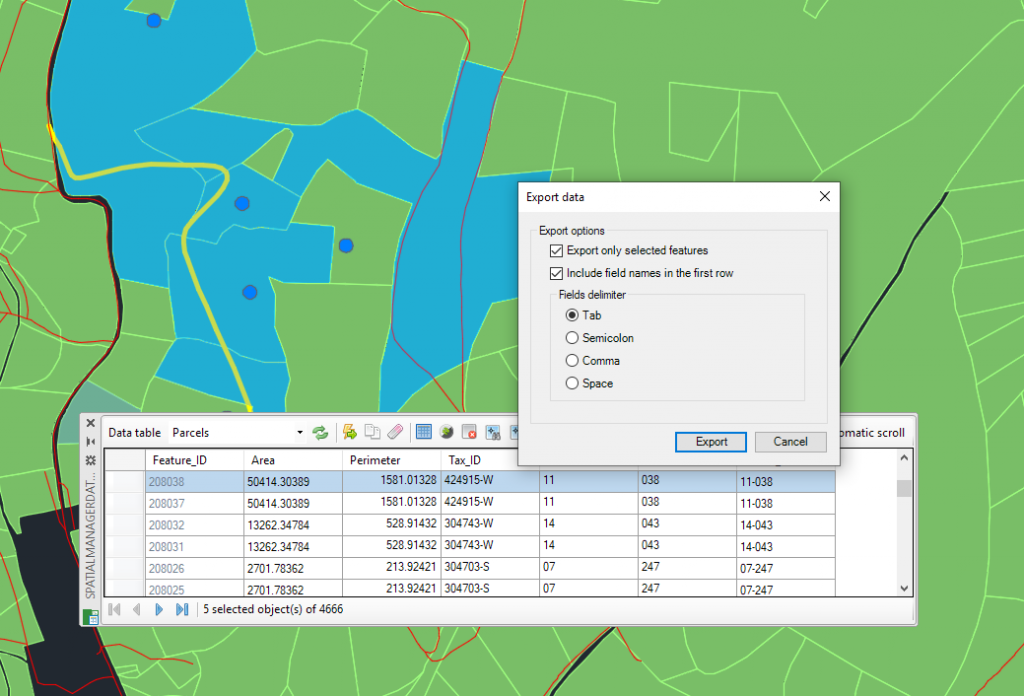 Export data
Export options
Export only selected features
Include field names in the first row
Fields delimiter
Tab
Semicolon
Comma
Space
Export Cancel
Data table Parcels omatic scroll
Feature_ID Area Perimeter Tax_ID
208038 50414.30389 1581.01328 424915-W 11 038 11-038
208037 50414.30389 1581.01328 424915-W 11 038 11-038
208032 13262.34784 528.91432 304743-W 14 043 14-043
208031 13262.34784 528.91432 304743-W 14 043 14-043
208026 2701.78362 213.92421 304703-S 07 247 07-247
208025 2701.78362 213.92421 304703-S 07 247 07-247
5 selected object(s) of 4666
SPATIALMANAGERDAT...